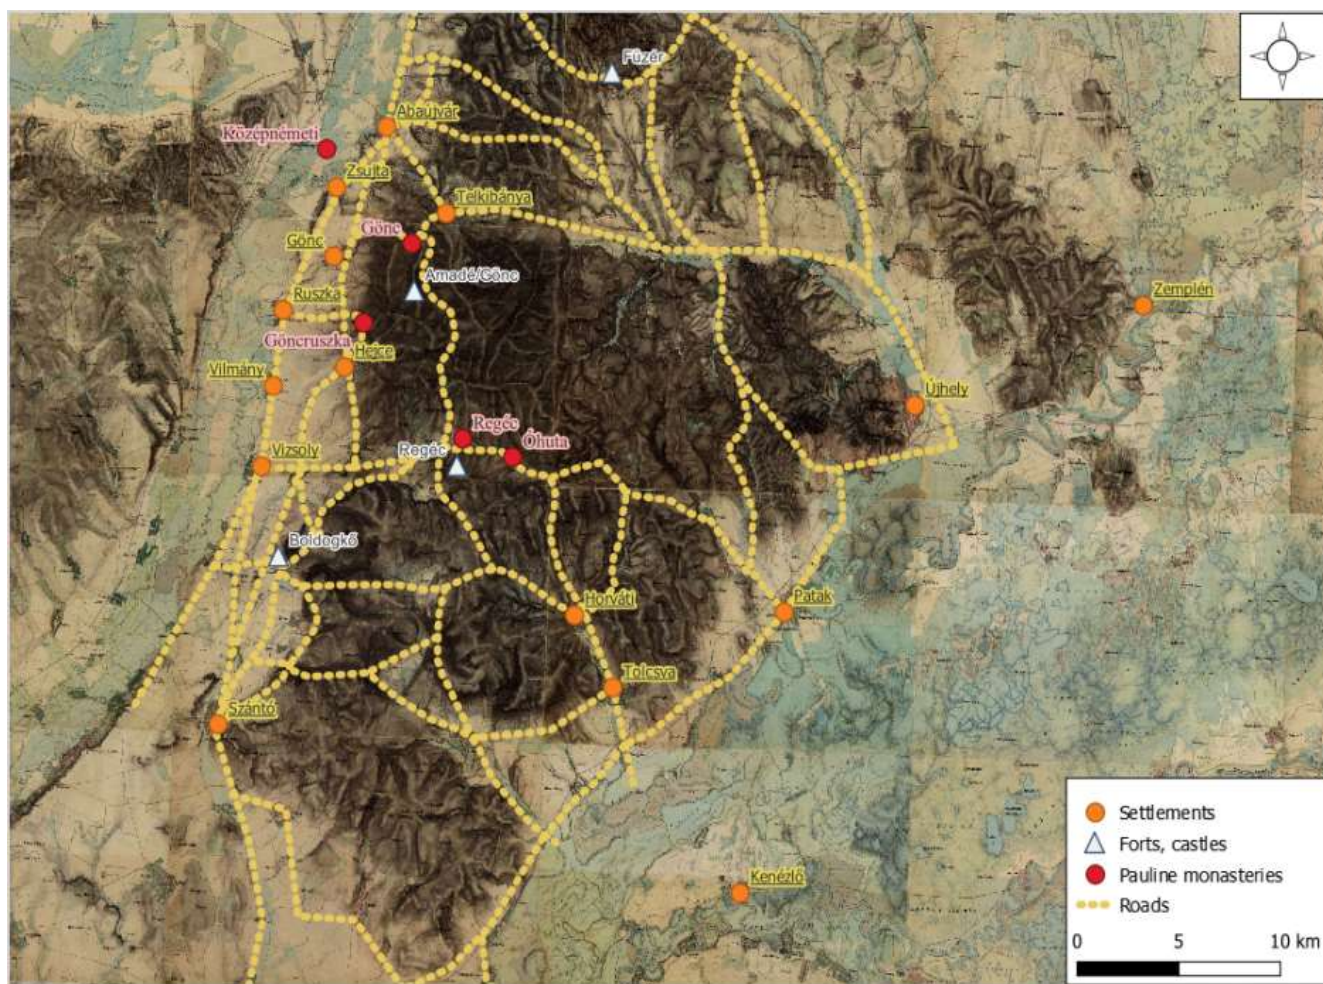 Füzér
Abaújvár
Középnémeti
Zsujta
Telkibánya
Gönc
Gönc
Amadé/Gönc
Ruszka
Zemplén
Göncruszka
Hejce
Vilmány
Újhely
Regéc
Óhuta
Regéc
Vizsoly
Boldogkő
Horváti
Patak
Tolcsva
Szántó
Kenézlő
Settlements
Forts, castles
Pauline monasteries
Roads
0 5 10 km